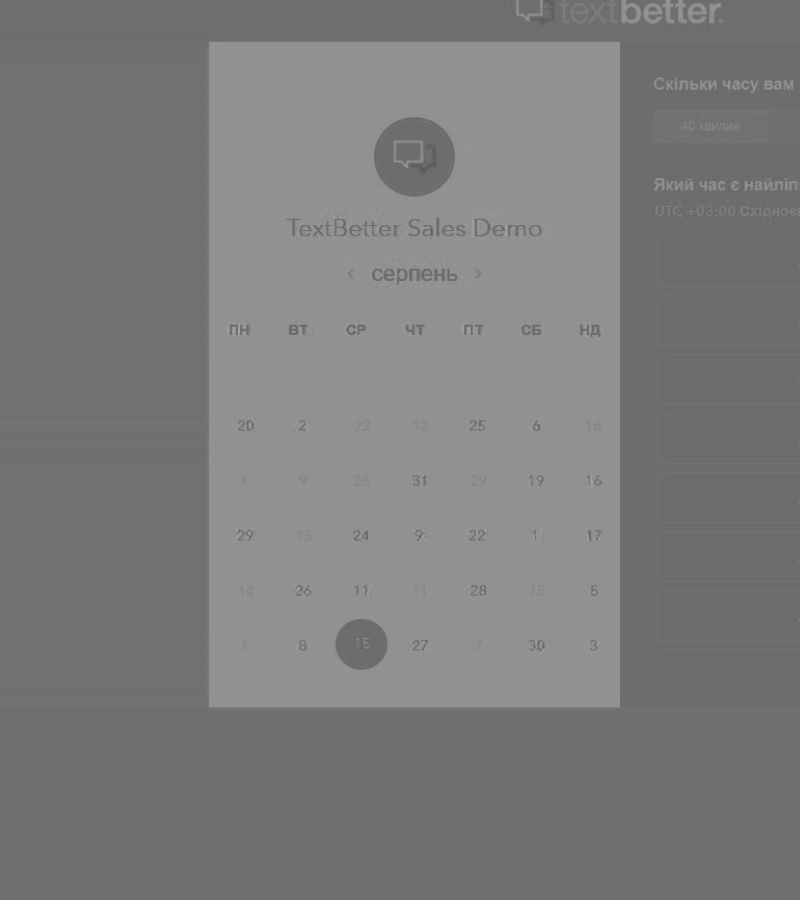 textbetter.
TextBetter Sales Demo
‹ серпень ›
ПН ВТ СР ЧТ ПТ СБ НД
20 2 22 12 25 6 16
1 9 26 31 29 19 16
29 15 24 9 22 1 17
14 26 11 11 28 15 5
1 8 15 27 7 30 3
Скільки часу вам
40 хвилин
Який час є найліп
UTC +03:00 Східноє